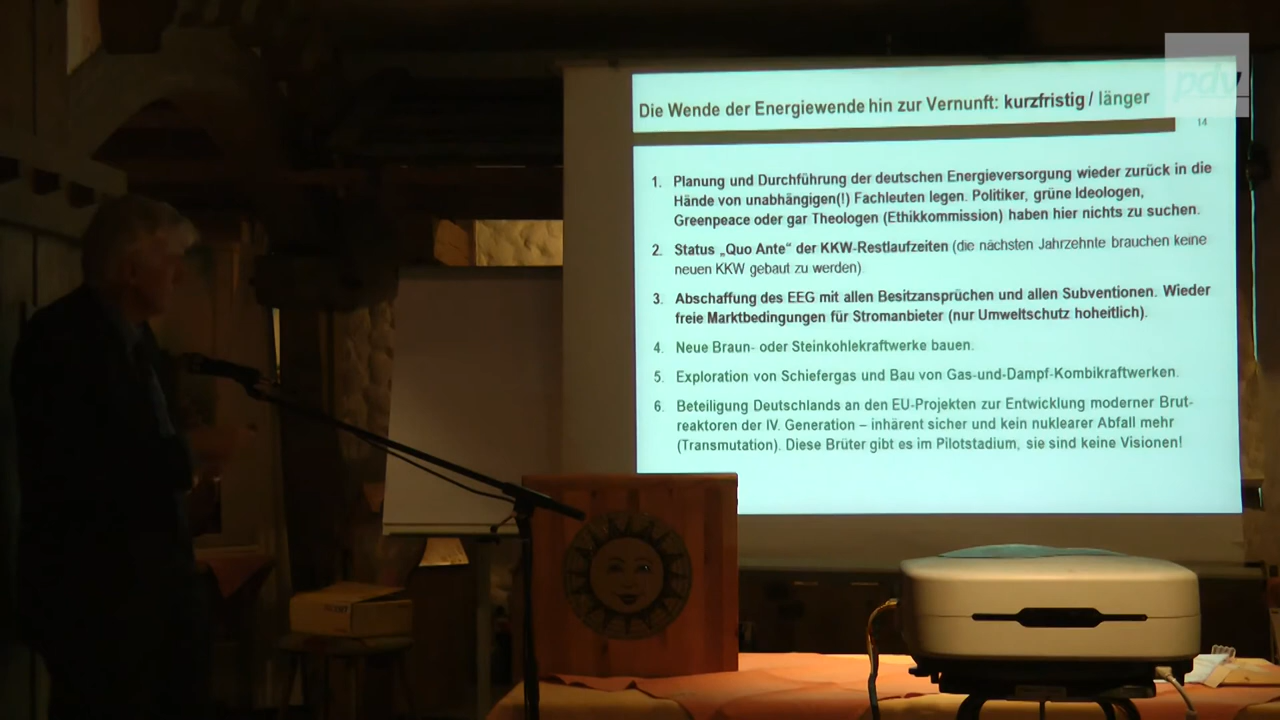 pdv
Die Wende der Energiewende hin zur Vernunft: kurzfristig / länger
14
1. Planung und Durchführung der deutschen Energieversorgung wieder zurück in die
Hände von unabhängigen(!) Fachleuten legen. Politiker, grüne Ideologen,
Greenpeace oder gar Theologen (Ethikkommission) haben hier nichts zu suchen.
2. Status „Quo Ante“ der KKW-Restlaufzeiten (die nächsten Jahrzehnte brauchen keine
neuen KKW gebaut zu werden)
3. Abschaffung des EEG mit allen Besitzansprüchen und allen Subventionen. Wieder
freie Marktbedingungen für Stromanbieter (nur Umweltschutz hoheitlich).
4. Neue Braun- oder Steinkohlekraftwerke bauen.
5. Exploration von Schiefergas und Bau von Gas-und-Dampf-Kombikraftwerken.
6. Beteiligung Deutschlands an den EU-Projekten zur Entwicklung moderner Brut-
reaktoren der IV. Generation – inhärent sicher und kein nuklearer Abfall mehr
(Transmutation). Diese Brüter gibt es im Pilotstadium, sie sind keine Visionen!